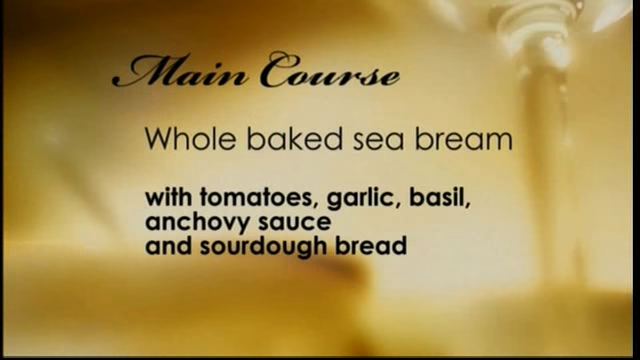 Main Course
Whole baked sea bream
with tomatoes, garlic, basil,
anchovy sauce
and sourdough bread